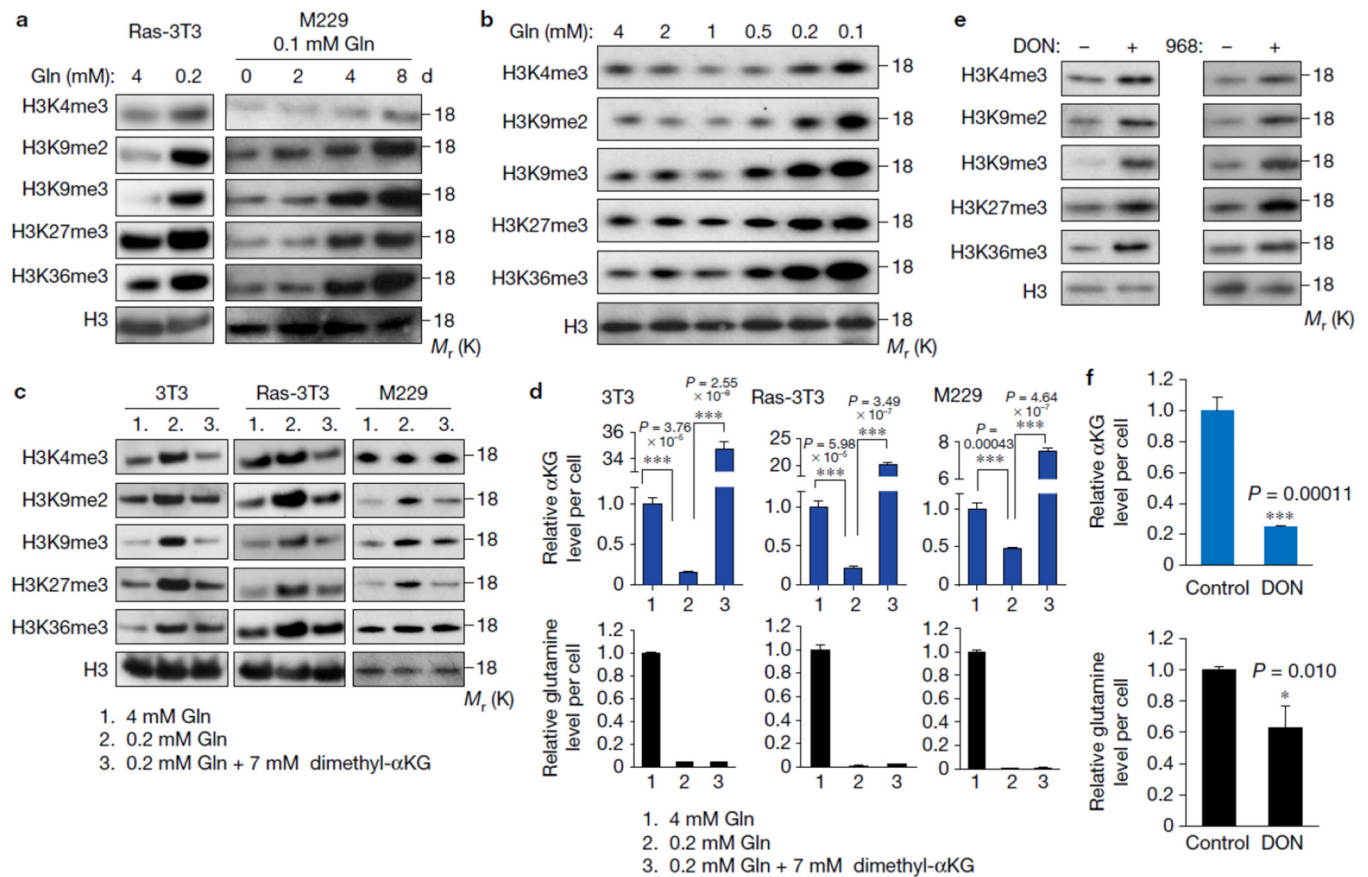 a
Ras-3T3
M229
0.1 mM Gln
Gln (mM): 4 0.2 0 2 4 8 d
H3K4me3 18
H3K9me2 18
H3K9me3 18
H3K27me3 18
H3K36me3 18
H3 18
Mr (K)
b
Gln (mM): 4 2 1 0.5 0.2 0.1
H3K4me3 18
H3K9me2 18
H3K9me3 18
H3K27me3 18
H3K36me3 18
H3 18
Mr (K)
e
DON: – + 968: – +
H3K4me3 18
H3K9me2 18
H3K9me3 18
H3K27me3 18
H3K36me3 18
H3 18
Mr (K)
c
3T3 Ras-3T3 M229
1. 2. 3. 1. 2. 3. 1. 2. 3.
H3K4me3 18
H3K9me2 18
H3K9me3 18
H3K27me3 18
H3K36me3 18
H3 18
Mr (K)
1. 4 mM Gln
2. 0.2 mM Gln
3. 0.2 mM Gln + 7 mM dimethyl-αKG
d
3T3
P = 2.55
× 10⁻⁸
P = 3.76
× 10⁻⁵
***
***
36
34
1.0
0.5
0
1 2 3
Relative αKG
level per cell
Ras-3T3
P = 3.49
× 10⁻⁷
P = 5.98
× 10⁻⁵
***
***
25
20
1.0
0.5
0
1 2 3
M229
P = 4.64
× 10⁻⁷
P =
0.00043
***
***
8
6
1.0
0.5
0
1 2 3
Relative glutamine
level per cell
1.2
1.0
0.8
0.6
0.4
0.2
0
1 2 3
1.2
1.0
0.8
0.6
0.4
0.2
0
1 2 3
1.2
1.0
0.8
0.6
0.4
0.2
0
1 2 3
1. 4 mM Gln
2. 0.2 mM Gln
3. 0.2 mM Gln + 7 mM dimethyl-αKG
f
Relative αKG
level per cell
1.2
1.0
0.8
0.6
0.4
0.2
0
P = 0.00011
***
Control DON
Relative glutamine
level per cell
1.2
1.0
0.8
0.6
0.4
0.2
0
P = 0.010
*
Control DON